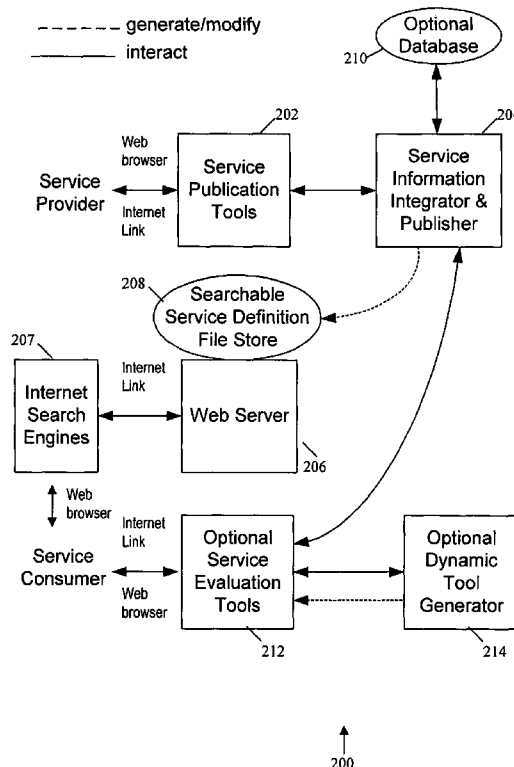 generate/modify
interact
Optional
Database
210
202
Web
browser
Service
Provider
Internet
Link
Service
Publication
Tools
Service
Information
Integrator &
Publisher
208
Searchable
Service Definition
File Store
207
Internet
Search
Engines
Internet
Link
Web Server
206
Web
browser
Service
Consumer
Internet
Link
Web
browser
Optional
Service
Evaluation
Tools
212
Optional
Dynamic
Tool
Generator
214
200